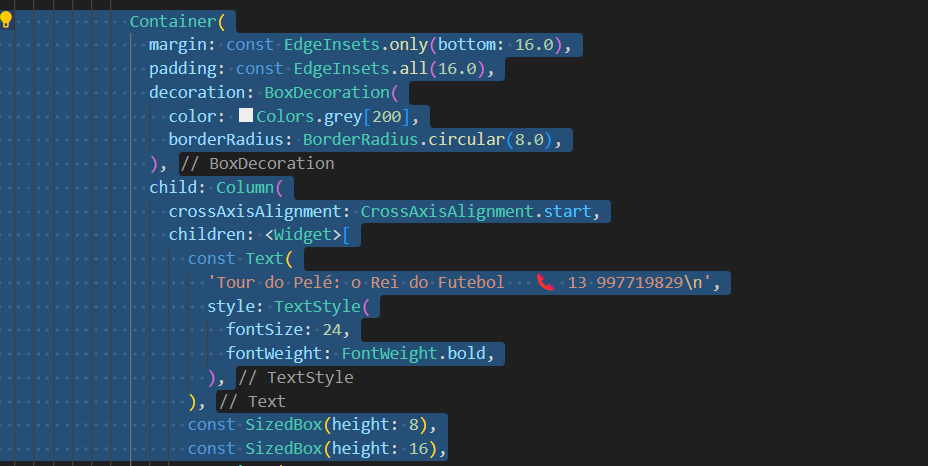 Container(
margin: const EdgeInsets.only(bottom: 16.0),
padding: const EdgeInsets.all(16.0),
decoration: BoxDecoration(
color: Colors.grey[200],
borderRadius: BorderRadius.circular(8.0),
), // BoxDecoration
child: Column(
crossAxisAlignment: CrossAxisAlignment.start,
children: <Widget>[
const Text(
'Tour do Pelé: o Rei do Futebol   📞 13 997719829\n',
style: TextStyle(
fontSize: 24,
fontWeight: FontWeight.bold,
), // TextStyle
), // Text
const SizedBox(height: 8),
const SizedBox(height: 16),